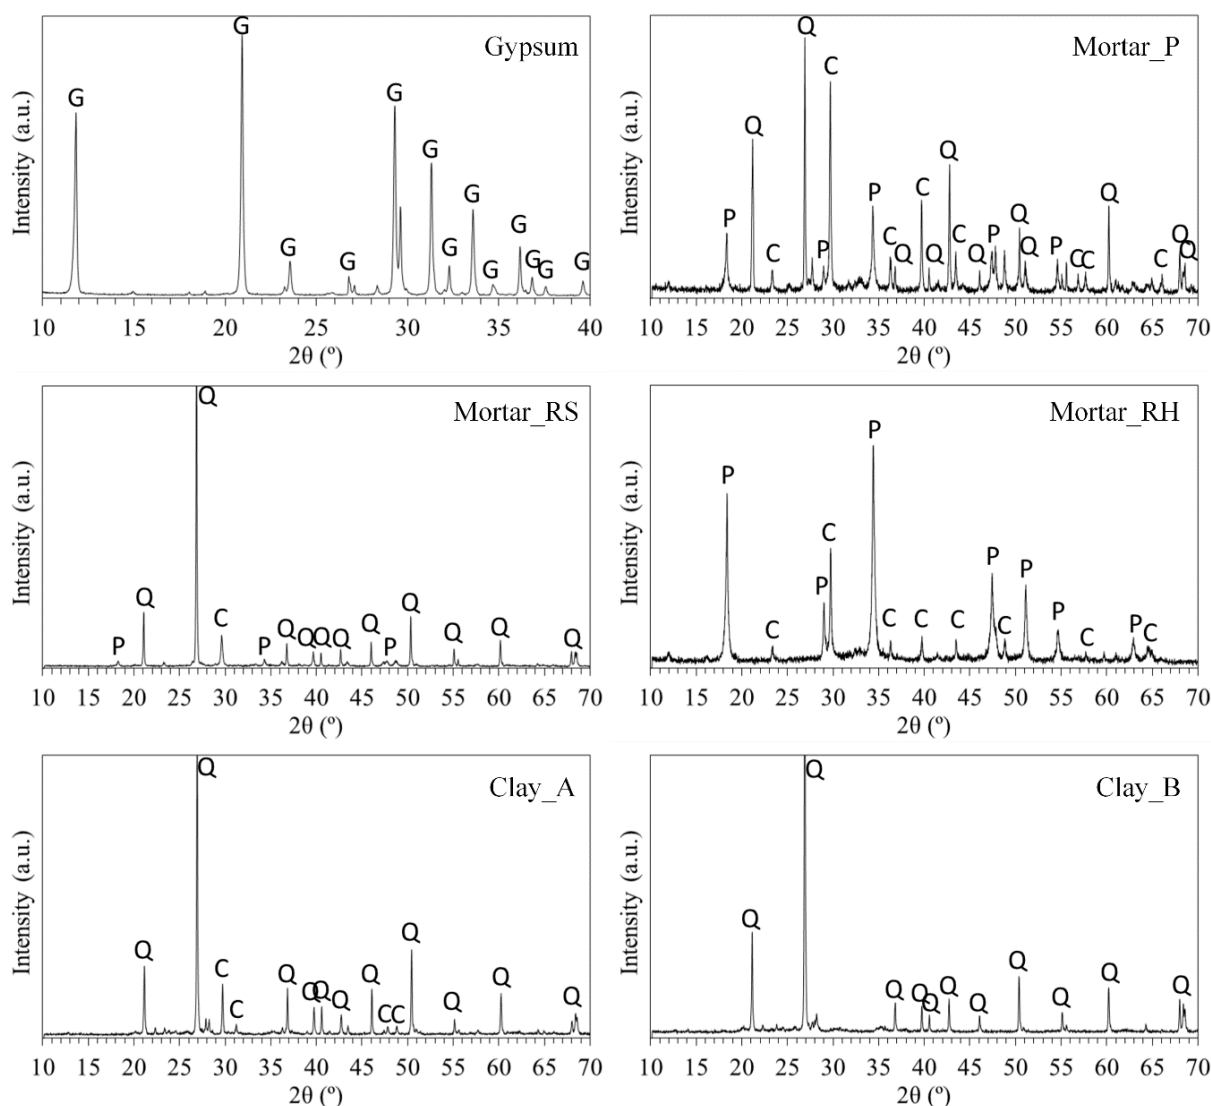 Gypsum
G G G G G G G G G G G G G
Intensity (a.u.)
10 15 20 25 30 35 40
2θ (º)
Mortar_P
P Q C Q P C P C Q C Q Q C Q P Q Q P C C Q C Q Q
Intensity (a.u.)
10 15 20 25 30 35 40 45 50 55 60 65 70
2θ (º)
Mortar_RS
P Q Q C P Q Q Q Q Q P Q Q Q Q
Intensity (a.u.)
10 15 20 25 30 35 40 45 50 55 60 65 70
2θ (º)
Mortar_RH
P C P C P C C C P C P P C P C
Intensity (a.u.)
10 15 20 25 30 35 40 45 50 55 60 65 70
2θ (º)
Clay_A
Q Q C C Q Q Q Q Q C C Q Q Q Q
Intensity (a.u.)
10 15 20 25 30 35 40 45 50 55 60 65 70
2θ (º)
Clay_B
Q Q Q Q Q Q Q Q Q Q Q
Intensity (a.u.)
10 15 20 25 30 35 40 45 50 55 60 65 70
2θ (º)